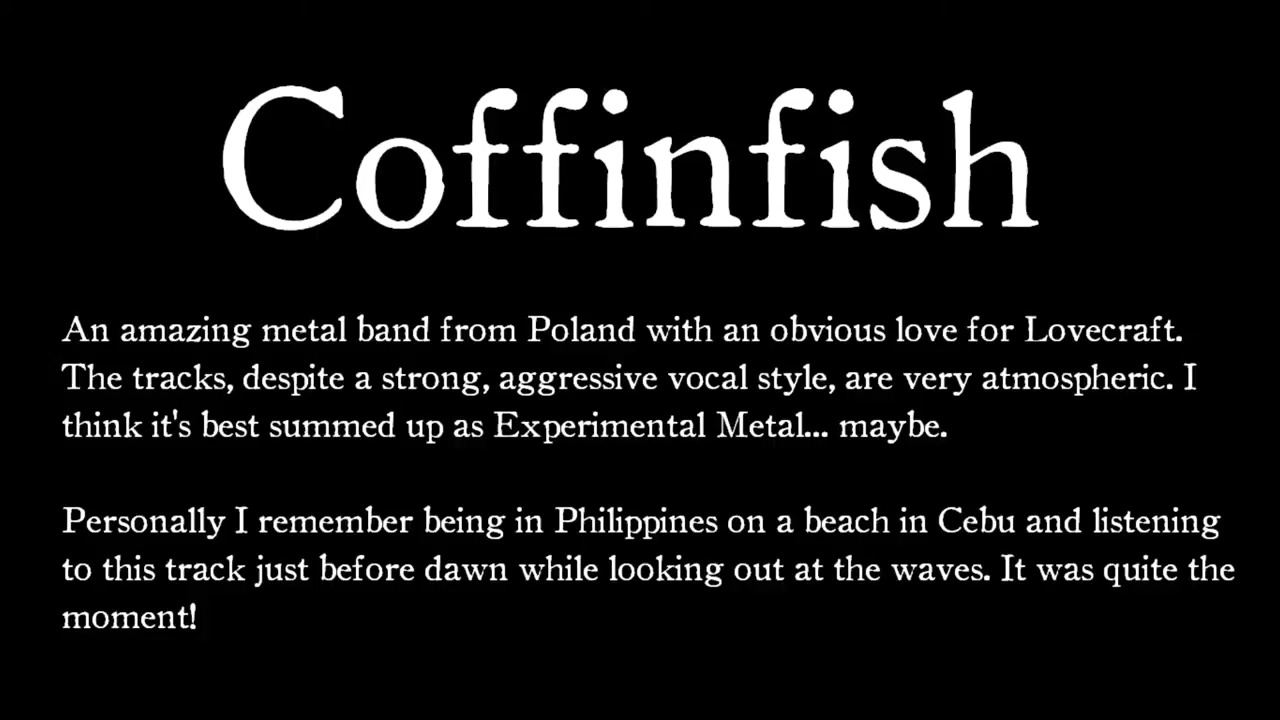 Coffinfish
An amazing metal band from Poland with an obvious love for Lovecraft.
The tracks, despite a strong, aggressive vocal style, are very atmospheric. I
think it's best summed up as Experimental Metal... maybe.
Personally I remember being in Philippines on a beach in Cebu and listening
to this track just before dawn while looking out at the waves. It was quite the
moment!